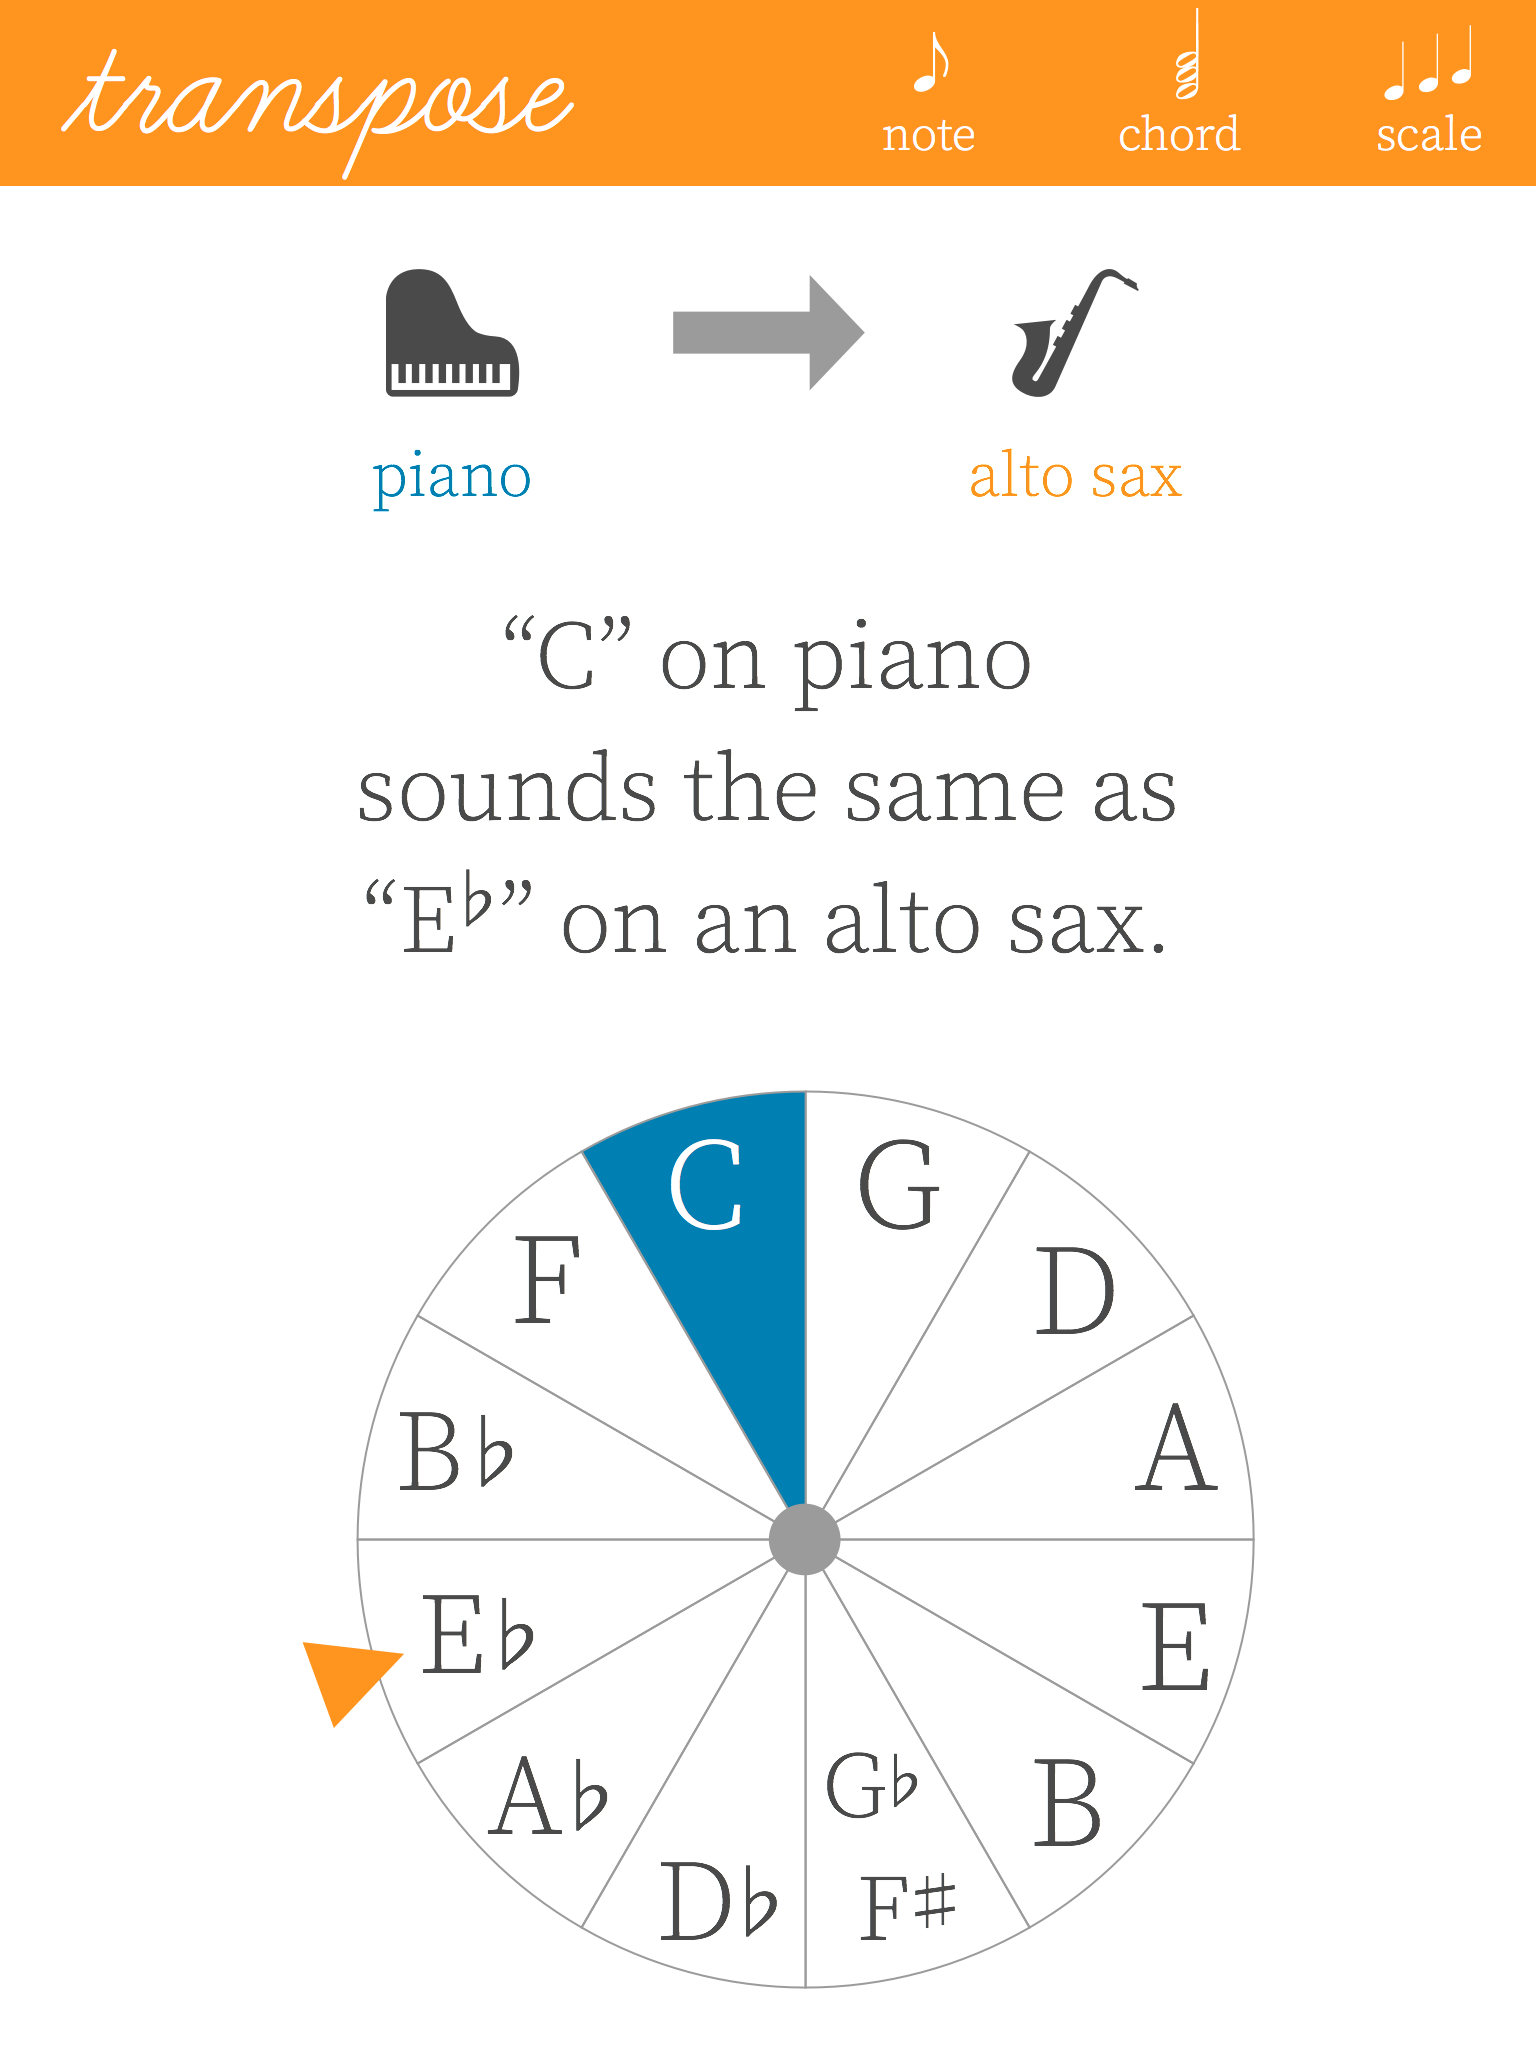 transpose
note
chord
scale
piano
alto sax
“C” on piano
sounds the same as
“E♭” on an alto sax.
C
G
D
A
E
B
G♭
F♯
D♭
A♭
E♭
B♭
F